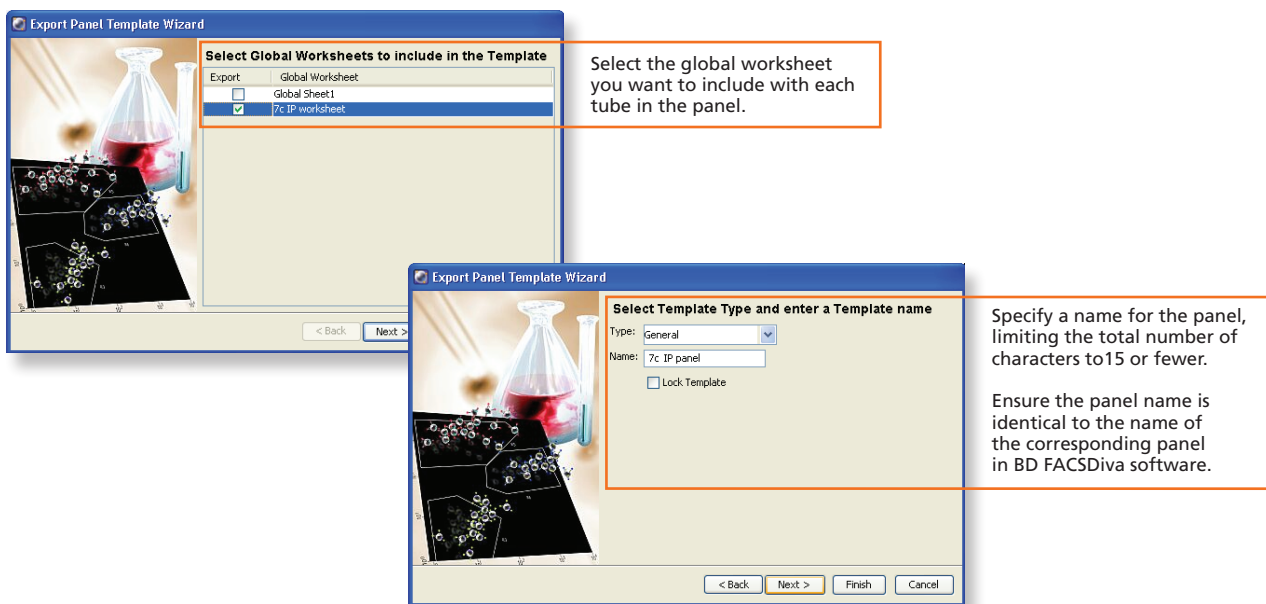 Export Panel Template Wizard
Select Global Worksheets to include in the Template
Export Global Worksheet
Global Sheet1
7c IP worksheet
< Back Next >
Select the global worksheet
you want to include with each
tube in the panel.
Export Panel Template Wizard
Select Template Type and enter a Template name
Type: General
Name: 7c IP panel
Lock Template
< Back Next > Finish Cancel
Specify a name for the panel,
limiting the total number of
characters to15 or fewer.
Ensure the panel name is
identical to the name of
the corresponding panel
in BD FACSDiva software.